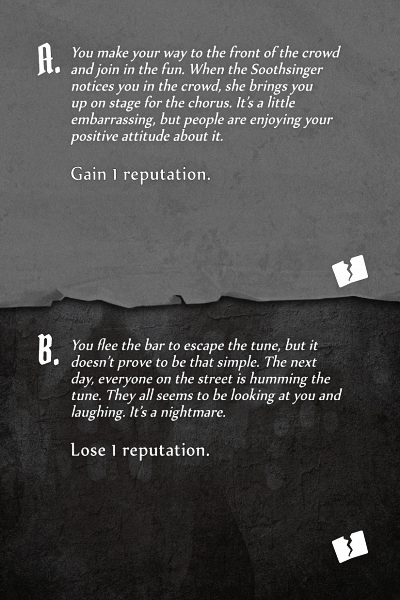 A. You make your way to the front of the crowd
and join in the fun. When the Soothsinger
notices you in the crowd, she brings you
up on stage for the chorus. It's a little
embarrassing, but people are enjoying your
positive attitude about it.
Gain 1 reputation.
B. You flee the bar to escape the tune, but it
doesn't prove to be that simple. The next
day, everyone on the street is humming the
tune. They all seems to be looking at you and
laughing. It's a nightmare.
Lose 1 reputation.